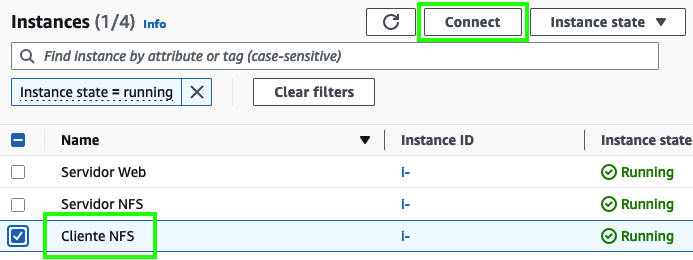 Instances (1/4) Info Connect Instance state
Find instance by attribute or tag (case-sensitive)
Instance state = running Clear filters
Name Instance ID Instance state
Servidor Web i- Running
Servidor NFS i- Running
Cliente NFS i- Running